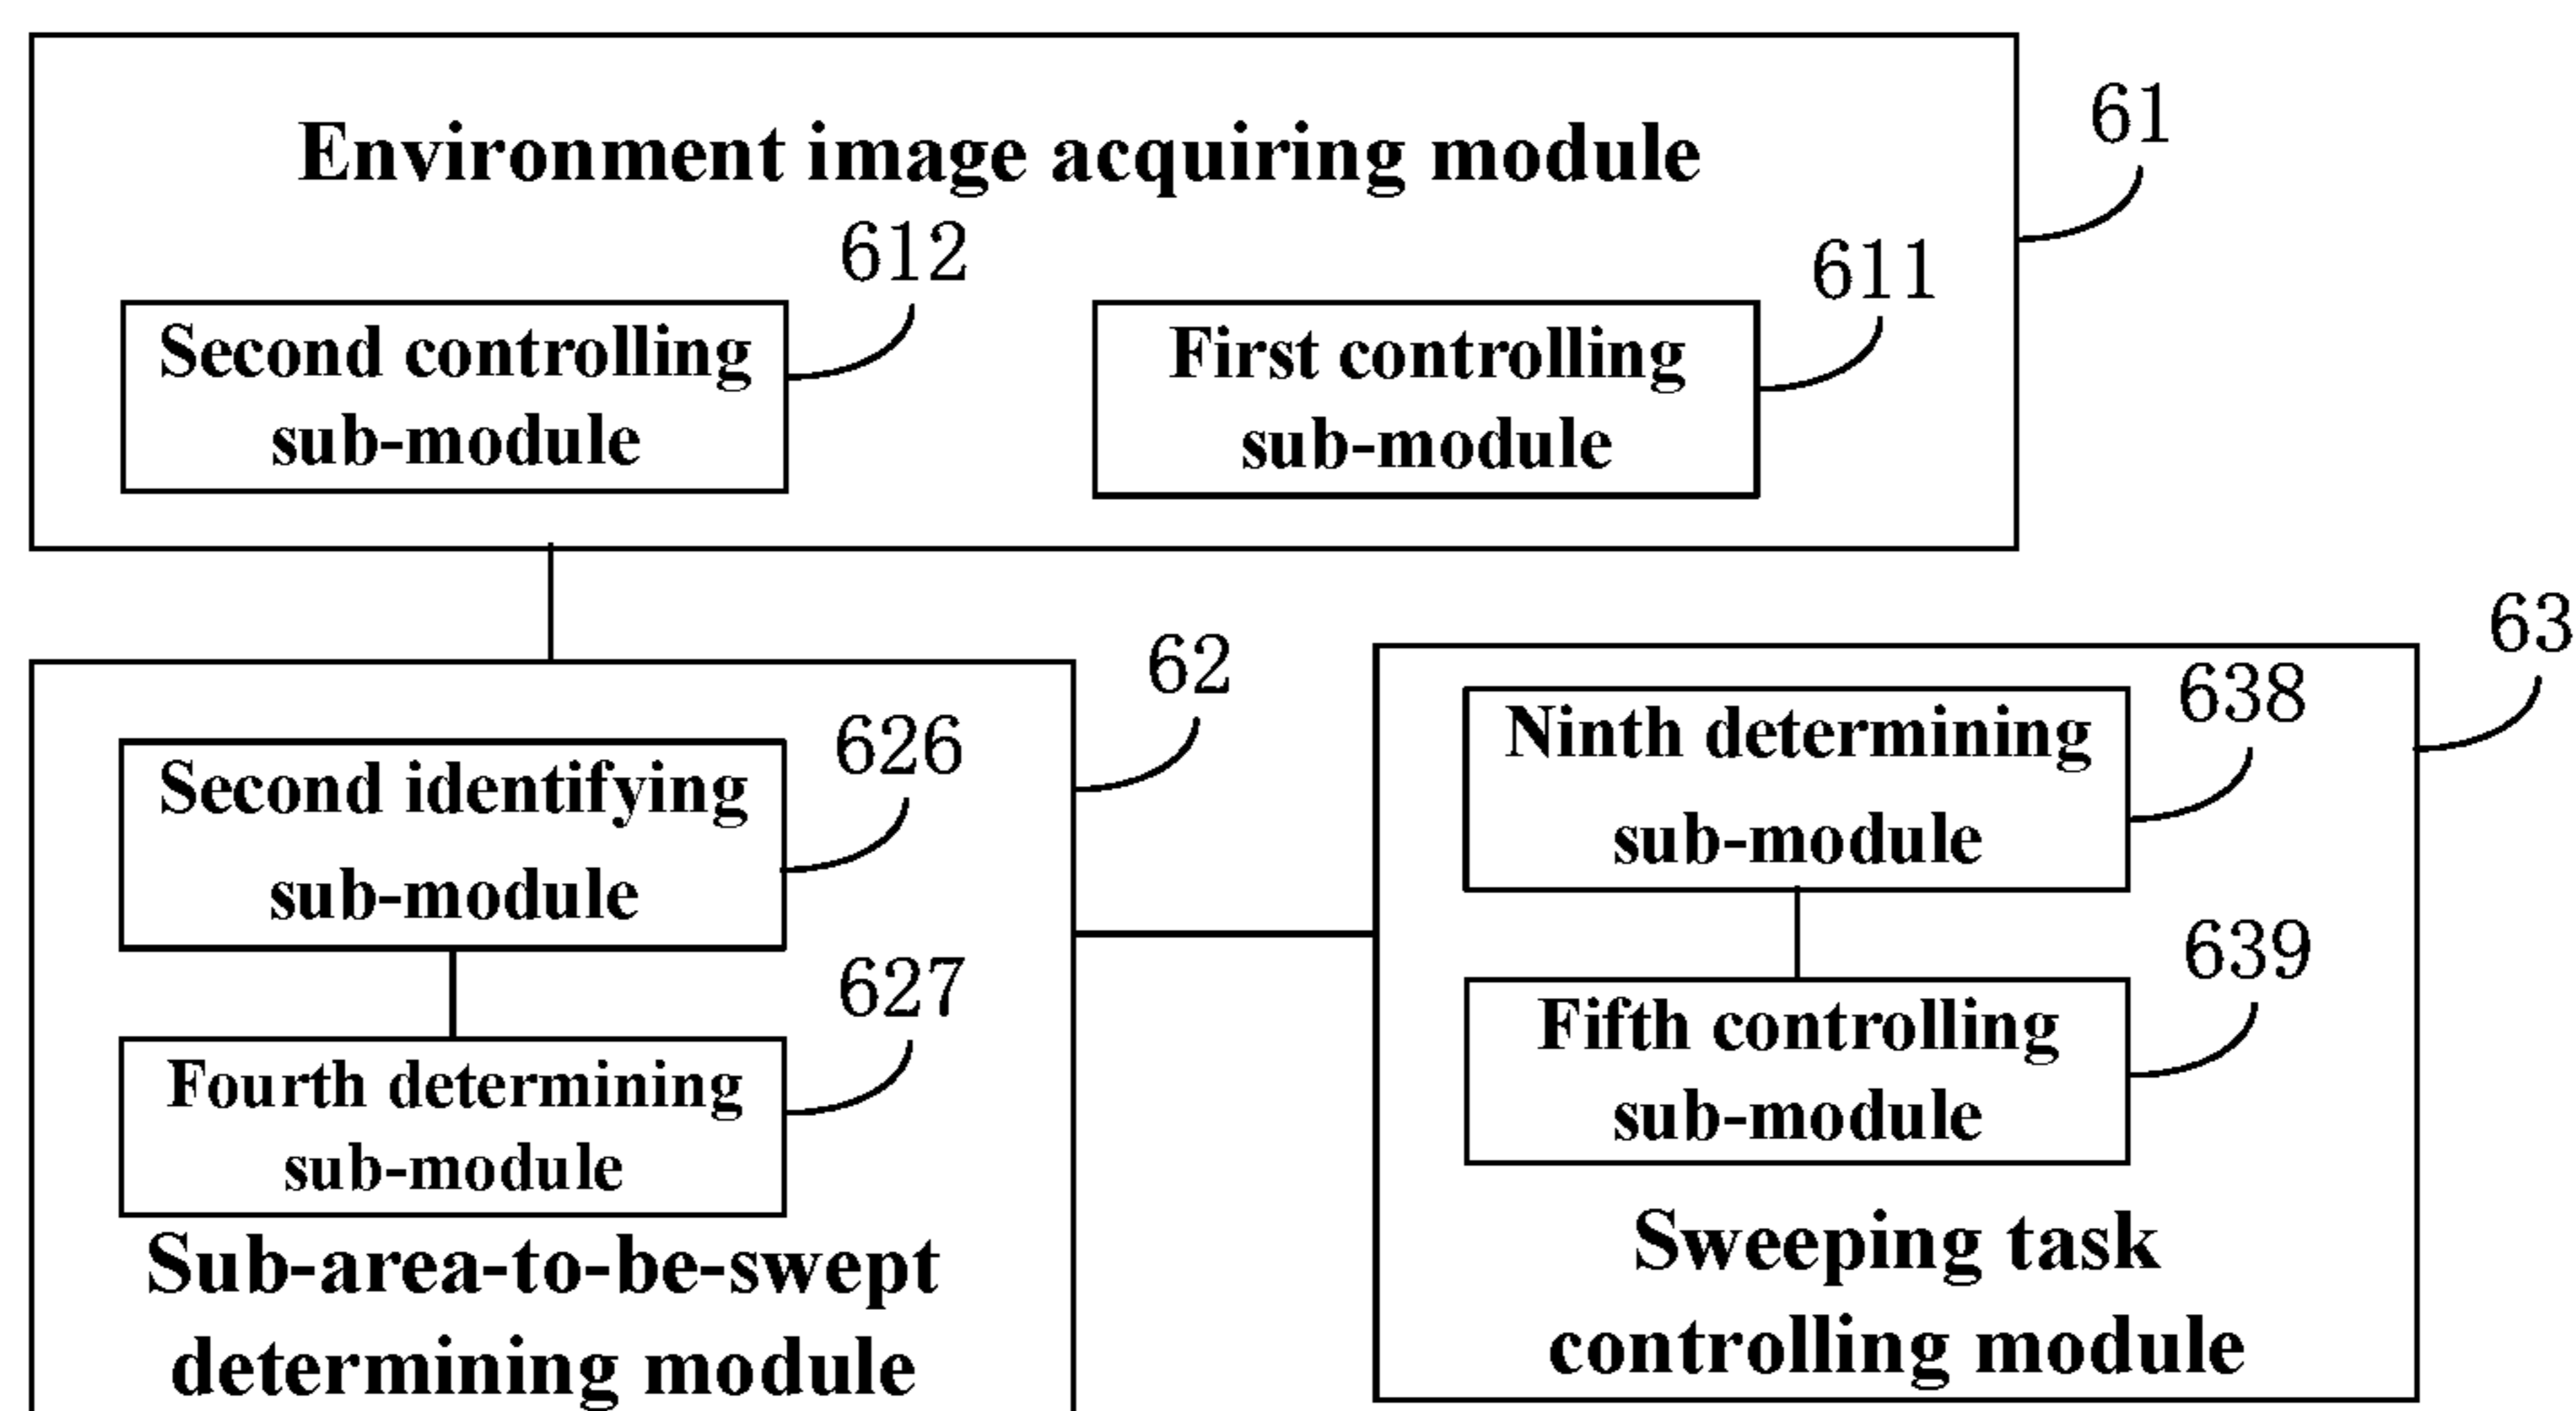 Environment image acquiring module
61
612
611
Second controlling
sub-module
First controlling
sub-module
62
63
626
Second identifying
sub-module
627
Fourth determining
sub-module
Sub-area-to-be-swept
determining module
638
Ninth determining
sub-module
639
Fifth controlling
sub-module
Sweeping task
controlling module